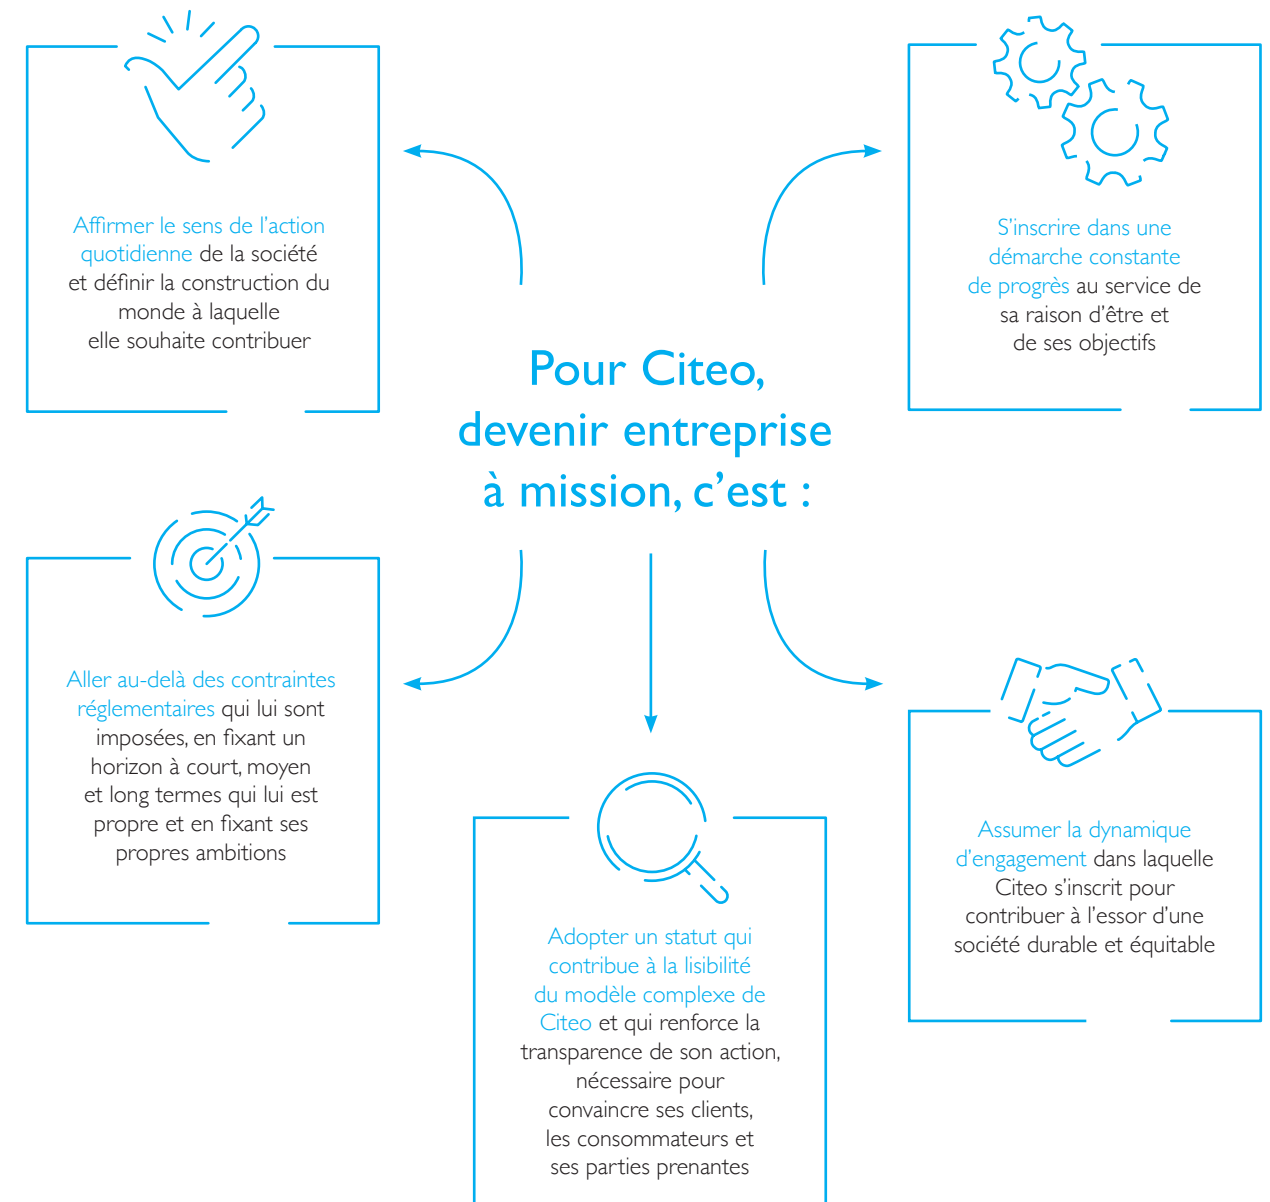 Affirmer le sens de l’action
quotidienne de la société
et définir la construction du
monde à laquelle
elle souhaite contribuer
S’inscrire dans une
démarche constante
de progrès au service de
sa raison d’être et
de ses objectifs
Pour Citeo,
devenir entreprise
à mission, c’est :
Aller au-delà des contraintes
réglementaires qui lui sont
imposées, en fixant un
horizon à court, moyen
et long termes qui lui est
propre et en fixant ses
propres ambitions
Adopter un statut qui
contribue à la lisibilité
du modèle complexe de
Citeo et qui renforce la
transparence de son action,
nécessaire pour
convaincre ses clients,
les consommateurs et
ses parties prenantes
Assumer la dynamique
d’engagement dans laquelle
Citeo s’inscrit pour
contribuer à l’essor d’une
société durable et équitable